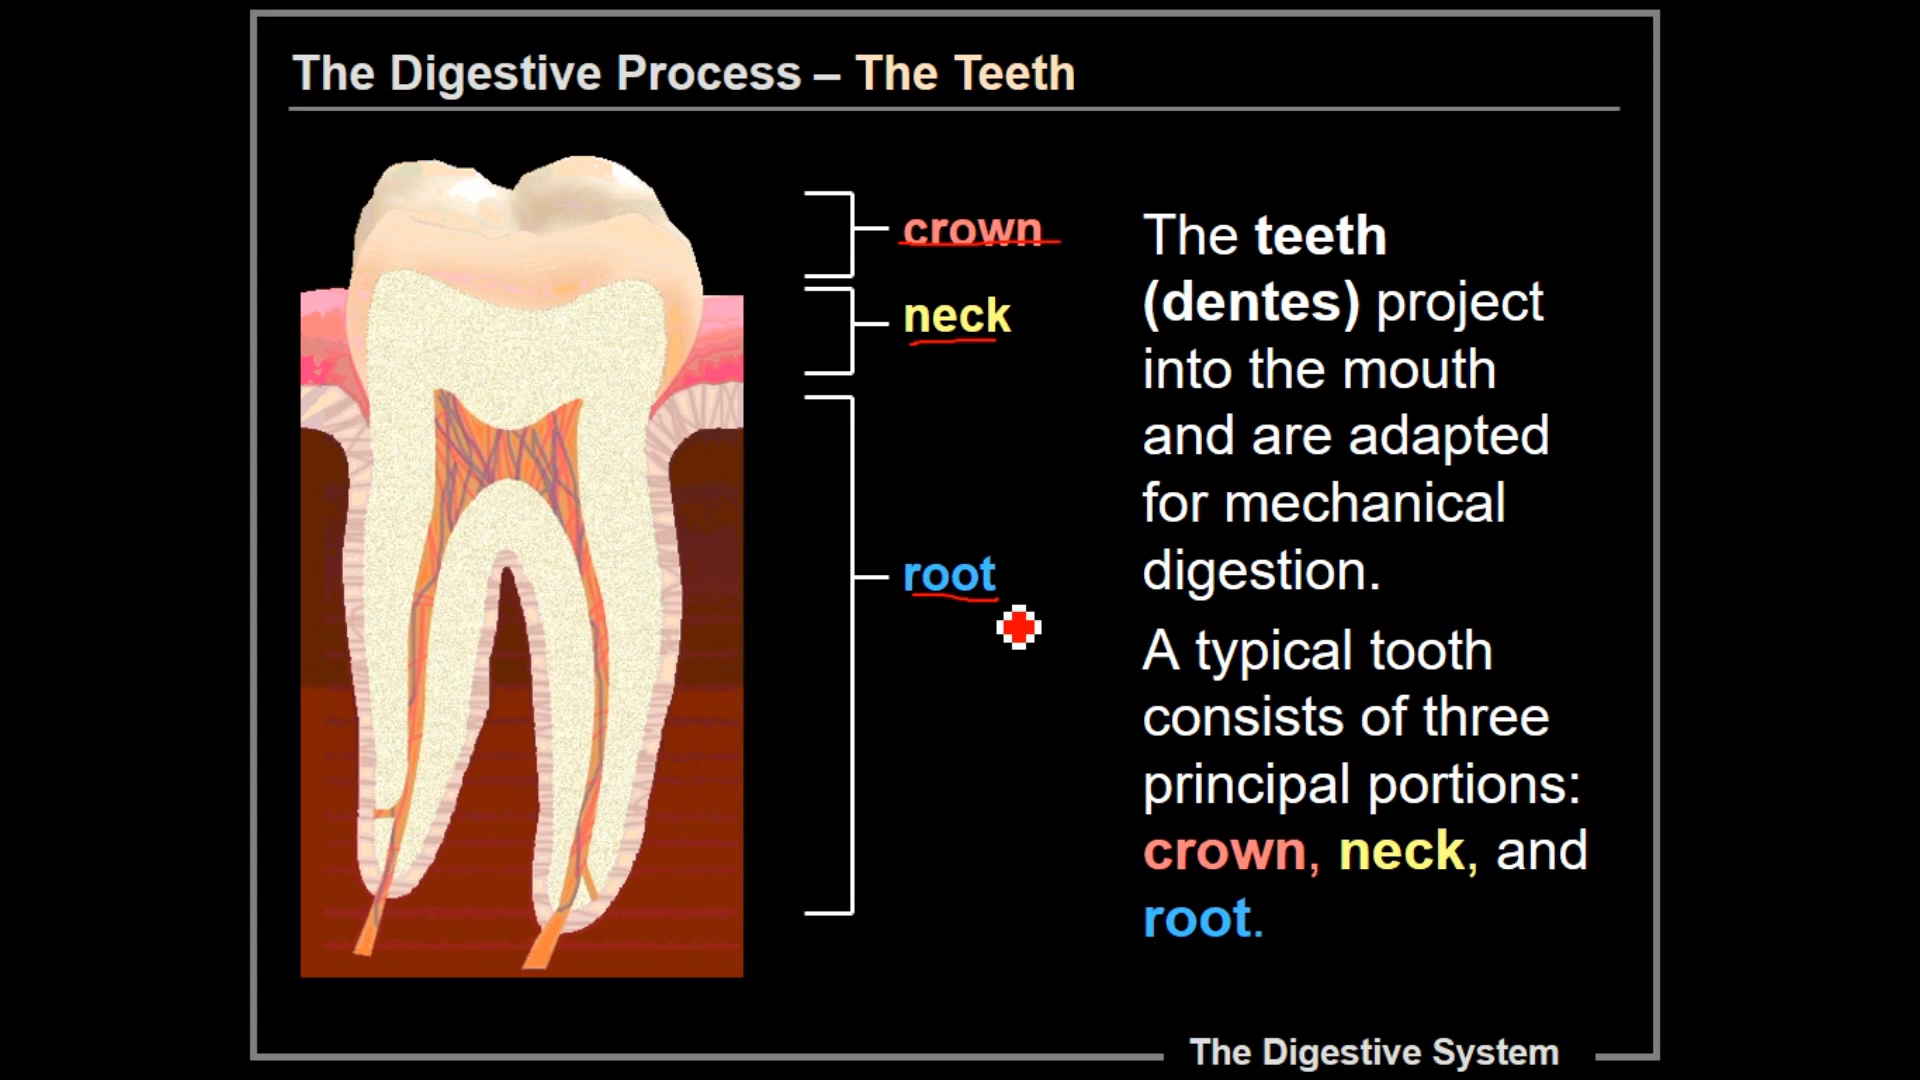 The Digestive Process – The Teeth
crown
neck
root
The teeth
(dentes) project
into the mouth
and are adapted
for mechanical
digestion.
A typical tooth
consists of three
principal portions:
crown, neck, and
root.
The Digestive System